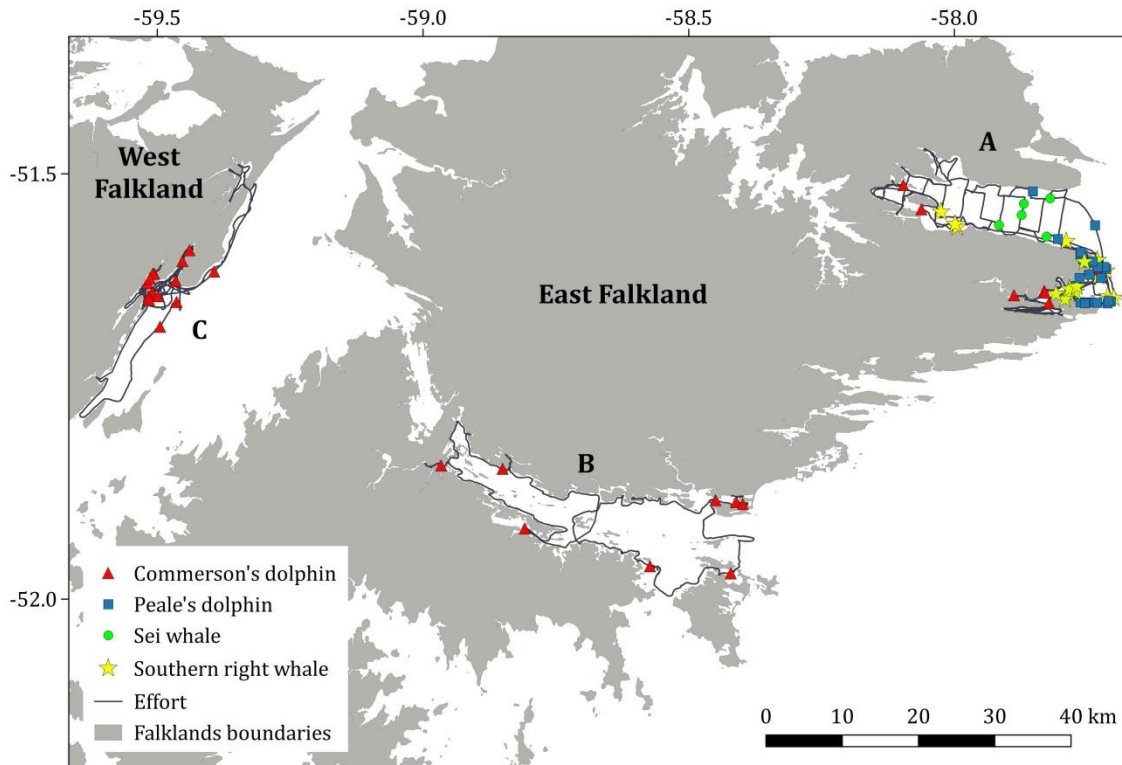 -59.5 -59.0 -58.5 -58.0
West
Falkland
A
-51.5
East Falkland
C
B
-52.0
Commerson's dolphin
Peale's dolphin
Sei whale
Southern right whale
Effort
Falklands boundaries
0 10 20 30 40 km